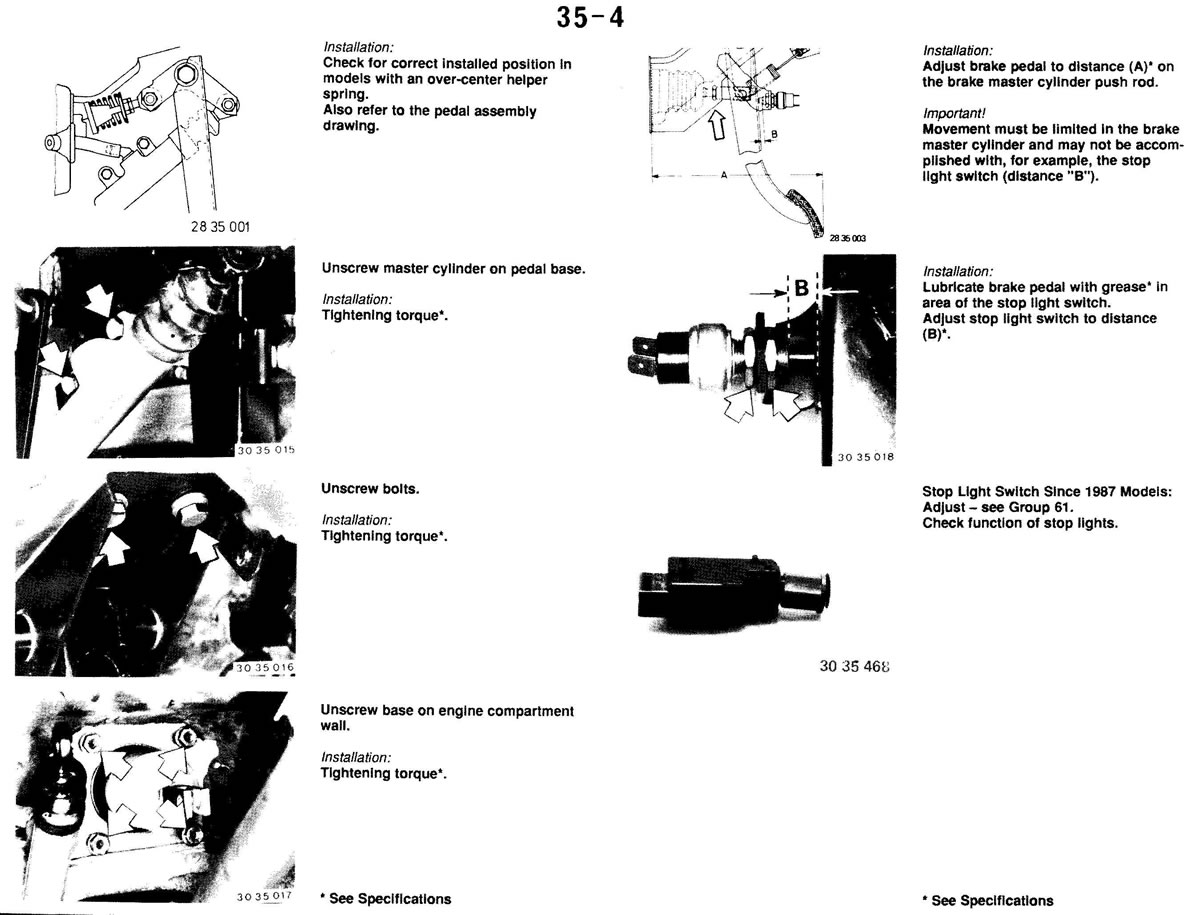 35-4
Installation:
Check for correct installed position in
models with an over-center helper
spring.
Also refer to the pedal assembly
drawing.
28 35 001
Unscrew master cylinder on pedal base.
Installation:
Tightening torque*.
30 35 015
Unscrew bolts.
Installation:
Tightening torque*.
30 35 016
Unscrew base on engine compartment
wall.
Installation:
Tightening torque*.
30 35 017
* See Specifications
Installation:
Adjust brake pedal to distance (A)* on
the brake master cylinder push rod.
Important!
Movement must be limited in the brake
master cylinder and may not be accom-
plished with, for example, the stop
light switch (distance "B").
B
A
28 35 003
Installation:
Lubricate brake pedal with grease* in
area of the stop light switch.
Adjust stop light switch to distance
(B)*.
B
30 35 018
Stop Light Switch Since 1987 Models:
Adjust – see Group 61.
Check function of stop lights.
30 35 468
* See Specifications